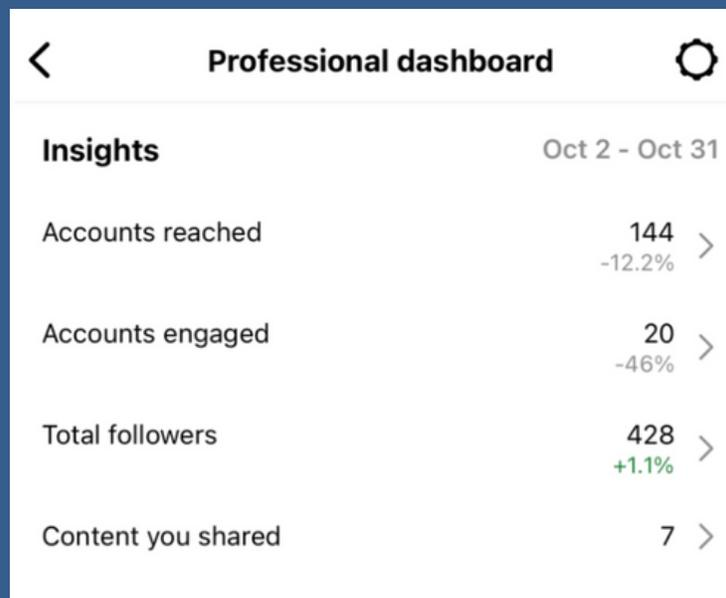 Professional dashboard
Insights Oct 2 - Oct 31
Accounts reached 144
-12.2%
Accounts engaged 20
-46%
Total followers 428
+1.1%
Content you shared 7